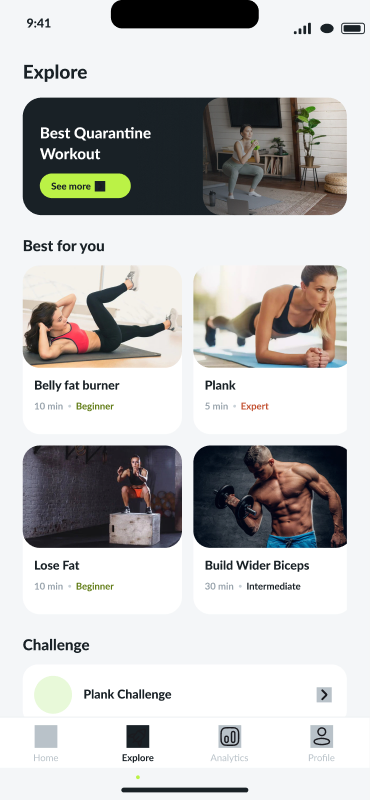 9:41
Explore
Best Quarantine
Workout
See more
Best for you
Belly fat burner
10 min • Beginner
Plank
5 min • Expert
Lose Fat
10 min • Beginner
Build Wider Biceps
30 min • Intermediate
Challenge
Plank Challenge
Home
Explore
Analytics
Profile